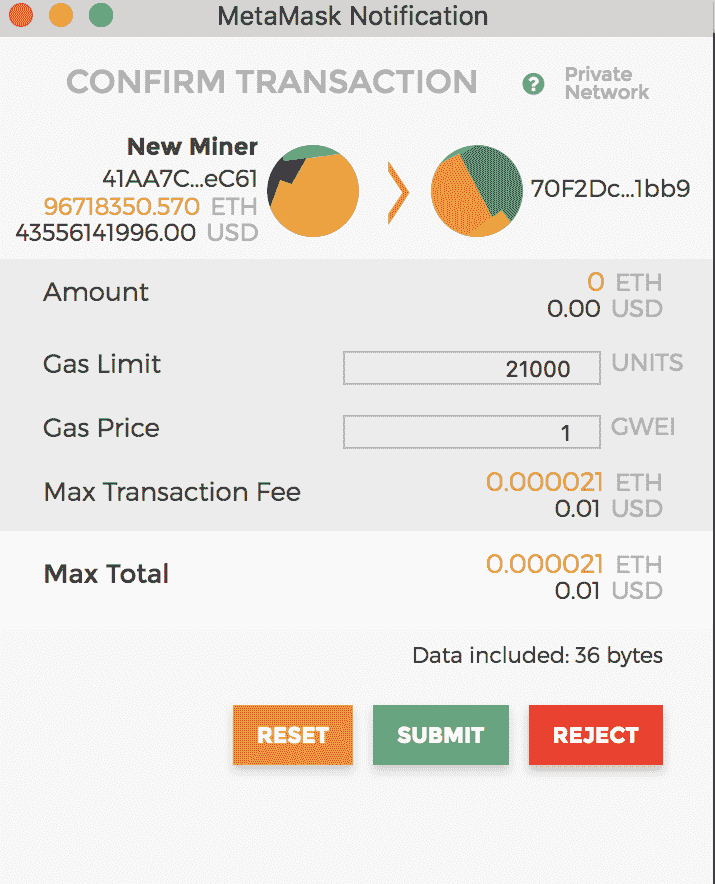 MetaMask Notification
CONFIRM TRANSACTION
?
Private
Network
New Miner
41AA7C...eC61
96718350.570 ETH
43556141996.00 USD
70F2Dc...1bb9
Amount
0 ETH
0.00 USD
Gas Limit
21000 UNITS
Gas Price
1 GWEI
Max Transaction Fee
0.000021 ETH
0.01 USD
Max Total
0.000021 ETH
0.01 USD
Data included: 36 bytes
RESET SUBMIT REJECT